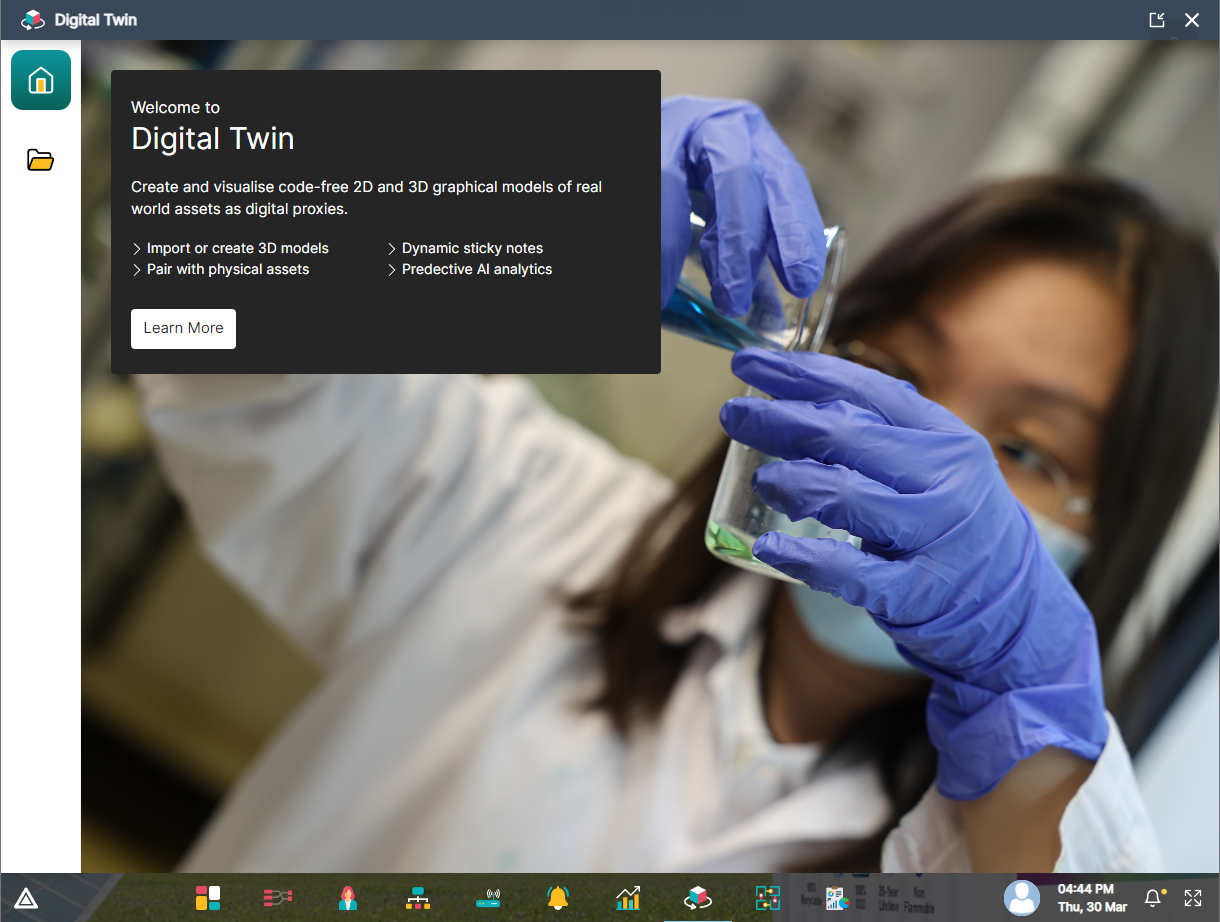 Digital Twin
Welcome to
Digital Twin
Create and visualise code-free 2D and 3D graphical models of real
world assets as digital proxies.
Import or create 3D models
Dynamic sticky notes
Pair with physical assets
Predective AI analytics
Learn More
04:44 PM
Thu, 30 Mar